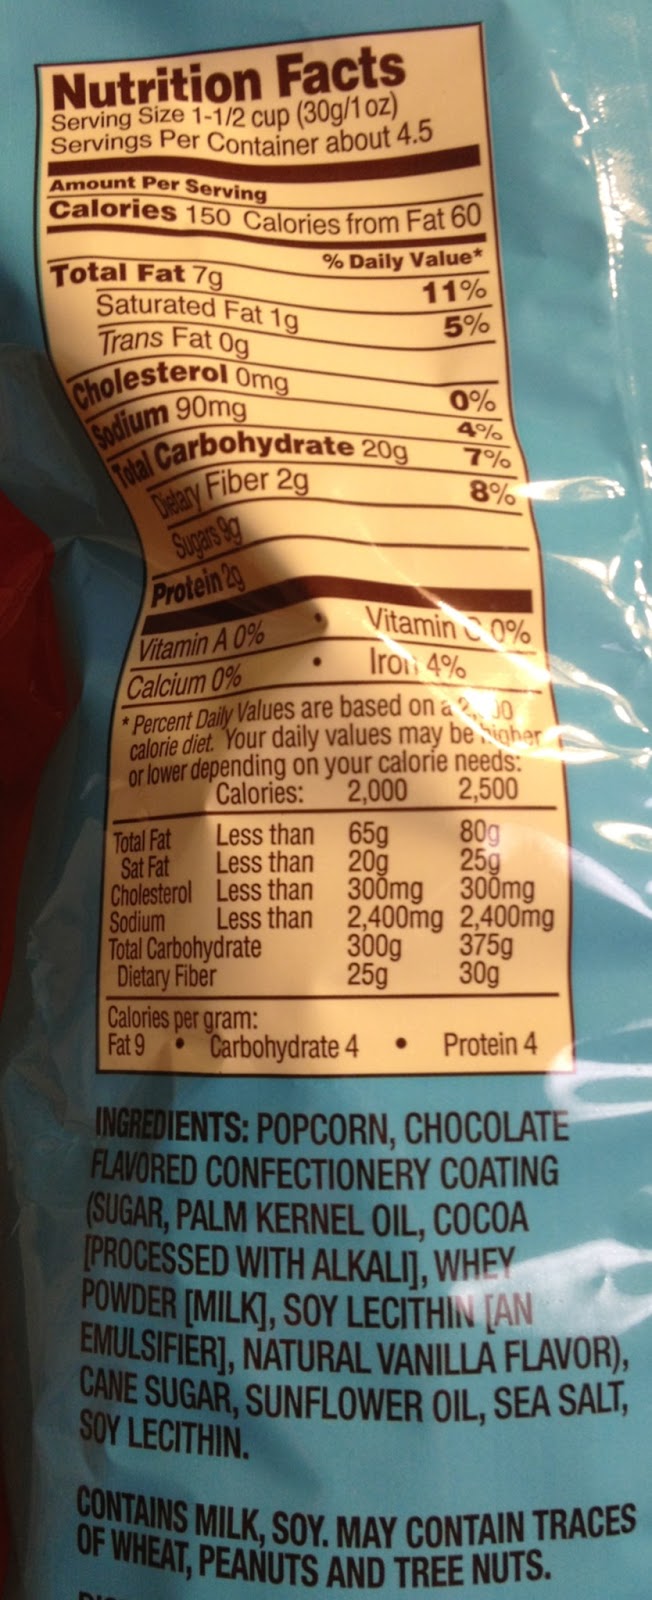 Nutrition Facts
Serving Size 1-1/2 cup (30g/1 oz)
Servings Per Container about 4.5
Amount Per Serving
Calories 150 Calories from Fat 60
% Daily Value*
Total Fat 7g 11%
Saturated Fat 1g 5%
Trans Fat 0g
Cholesterol 0mg 0%
Sodium 90mg 4%
Total Carbohydrate 20g 7%
Dietary Fiber 2g 8%
Sugars 9g
Protein 2g
Vitamin A 0% • Vitamin C 0%
Calcium 0% • Iron 4%
* Percent Daily Values are based on a
calorie diet. Your daily values may be higher
or lower depending on your calorie needs:
Calories: 2,000 2,500
Total Fat Less than 65g 80g
Sat Fat Less than 20g 25g
Cholesterol Less than 300mg 300mg
Sodium Less than 2,400mg 2,400mg
Total Carbohydrate 300g 375g
Dietary Fiber 25g 30g
Calories per gram:
Fat 9 • Carbohydrate 4 • Protein 4
INGREDIENTS: POPCORN, CHOCOLATE
FLAVORED CONFECTIONERY COATING
(SUGAR, PALM KERNEL OIL, COCOA
[PROCESSED WITH ALKALI], WHEY
POWDER [MILK], SOY LECITHIN [AN
EMULSIFIER], NATURAL VANILLA FLAVOR),
CANE SUGAR, SUNFLOWER OIL, SEA SALT,
SOY LECITHIN.
CONTAINS MILK, SOY. MAY CONTAIN TRACES
OF WHEAT, PEANUTS AND TREE NUTS.